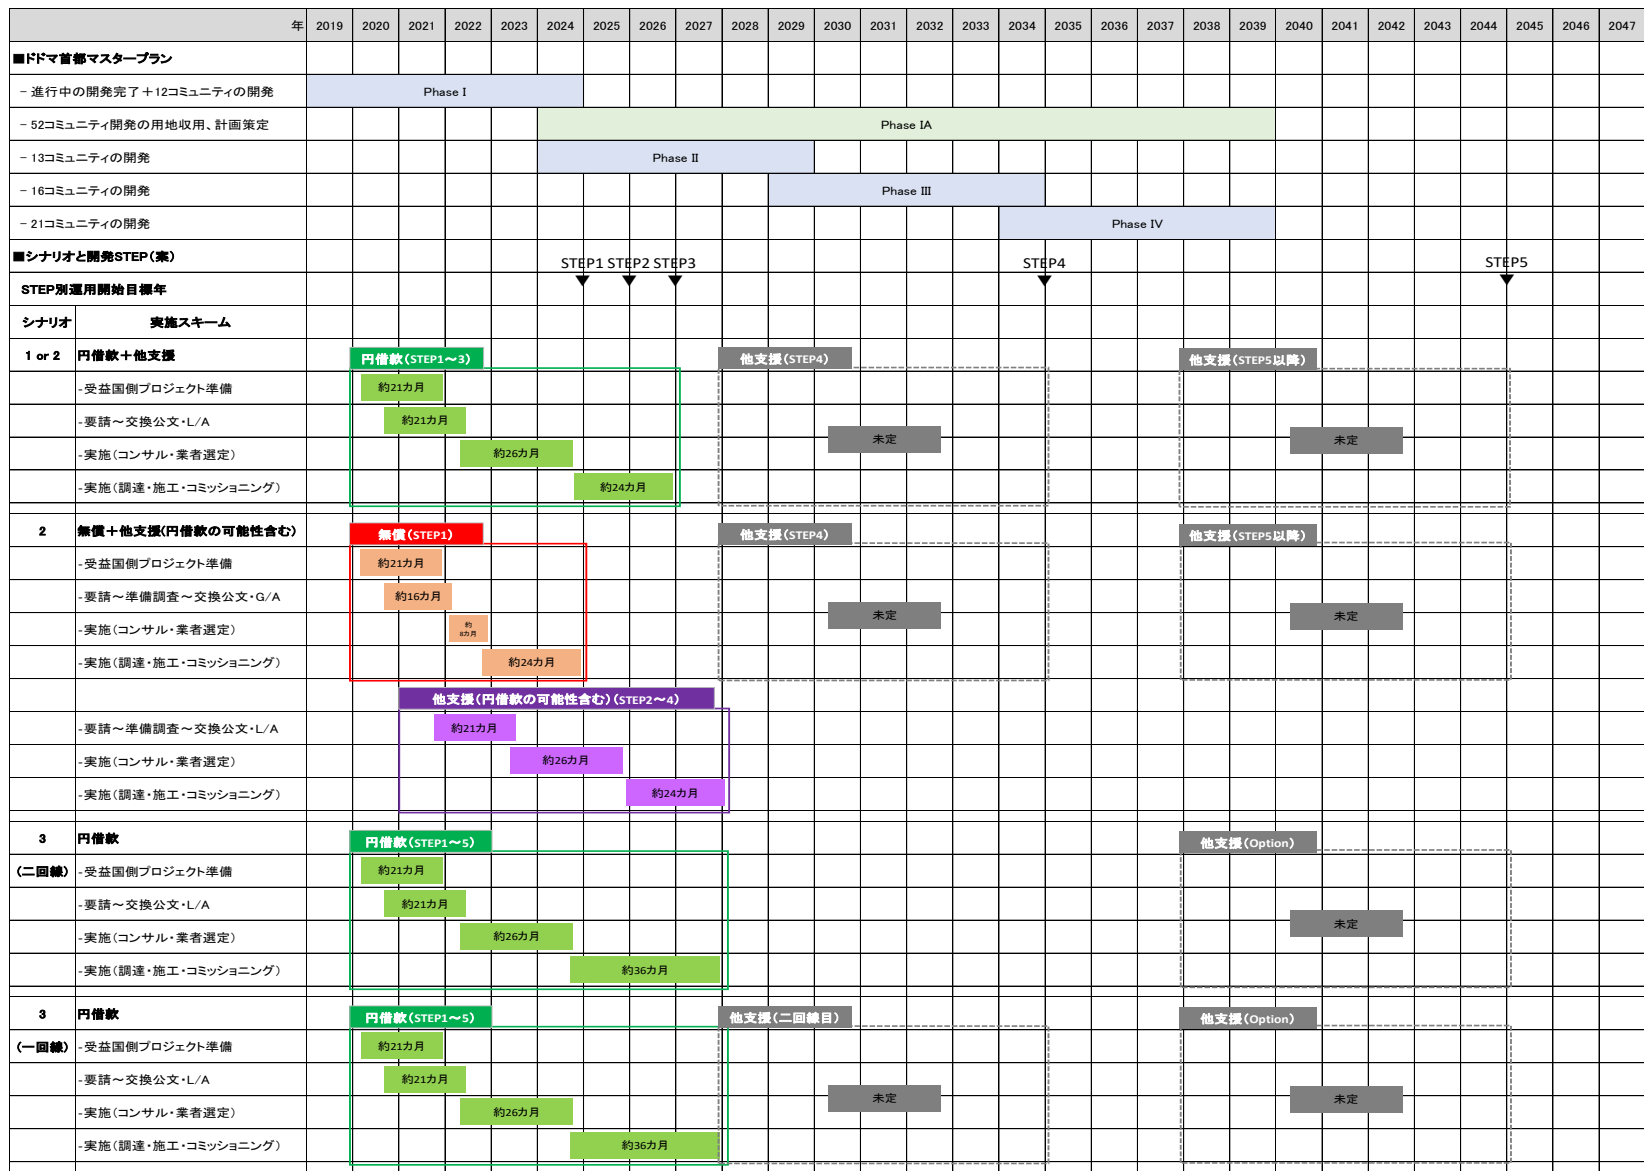 年 2019 2020 2021 2022 2023 2024 2025 2026 2027 2028 2029 2030 2031 2032 2033 2034 2035 2036 2037 2038 2039 2040 2041 2042 2043 2044 2045 2046 2047
■ドドマ首都マスタープラン
- 進行中の開発完了+12コミュニティの開発 Phase I
- 52コミュニティ開発の用地収用、計画策定 Phase IA
- 13コミュニティの開発 Phase II
- 16コミュニティの開発 Phase III
- 21コミュニティの開発 Phase IV
■シナリオと開発STEP(案) STEP1 STEP2 STEP3 STEP4 STEP5
STEP別運用開始目標年
シナリオ 実施スキーム
1 or 2 円借款+他支援 円借款(STEP1~3) 他支援(STEP4) 他支援(STEP5以降)
-受益国側プロジェクト準備 約21カ月
-要請~交換公文・L/A 約21カ月
未定 未定
-実施(コンサル・業者選定) 約26カ月
-実施(調達・施工・コミッショニング) 約24カ月
2 無償+他支援(円借款の可能性含む) 無償(STEP1) 他支援(STEP4) 他支援(STEP5以降)
-受益国側プロジェクト準備 約21カ月
-要請~準備調査~交換公文・G/A 約16カ月
未定 未定
-実施(コンサル・業者選定) 約
8カ月
-実施(調達・施工・コミッショニング) 約24カ月
他支援(円借款の可能性含む)(STEP2~4)
-要請~準備調査~交換公文・L/A 約21カ月
-実施(コンサル・業者選定) 約26カ月
-実施(調達・施工・コミッショニング) 約24カ月
3 円借款 円借款(STEP1~5) 他支援(Option)
(二回線) -受益国側プロジェクト準備 約21カ月
-要請~交換公文・L/A 約21カ月
未定
-実施(コンサル・業者選定) 約26カ月
-実施(調達・施工・コミッショニング) 約36カ月
3 円借款 円借款(STEP1~5) 他支援(二回線目) 他支援(Option)
(一回線) -受益国側プロジェクト準備 約21カ月
-要請~交換公文・L/A 約21カ月
未定 未定
-実施(コンサル・業者選定) 約26カ月
-実施(調達・施工・コミッショニング) 約36カ月